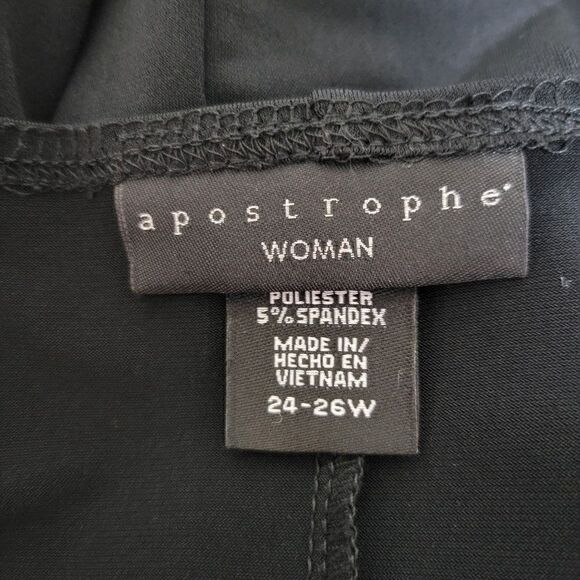 apostrophe
WOMAN
POLIESTER
5% SPANDEX
MADE IN/
HECHO EN
VIETNAM
24-26W